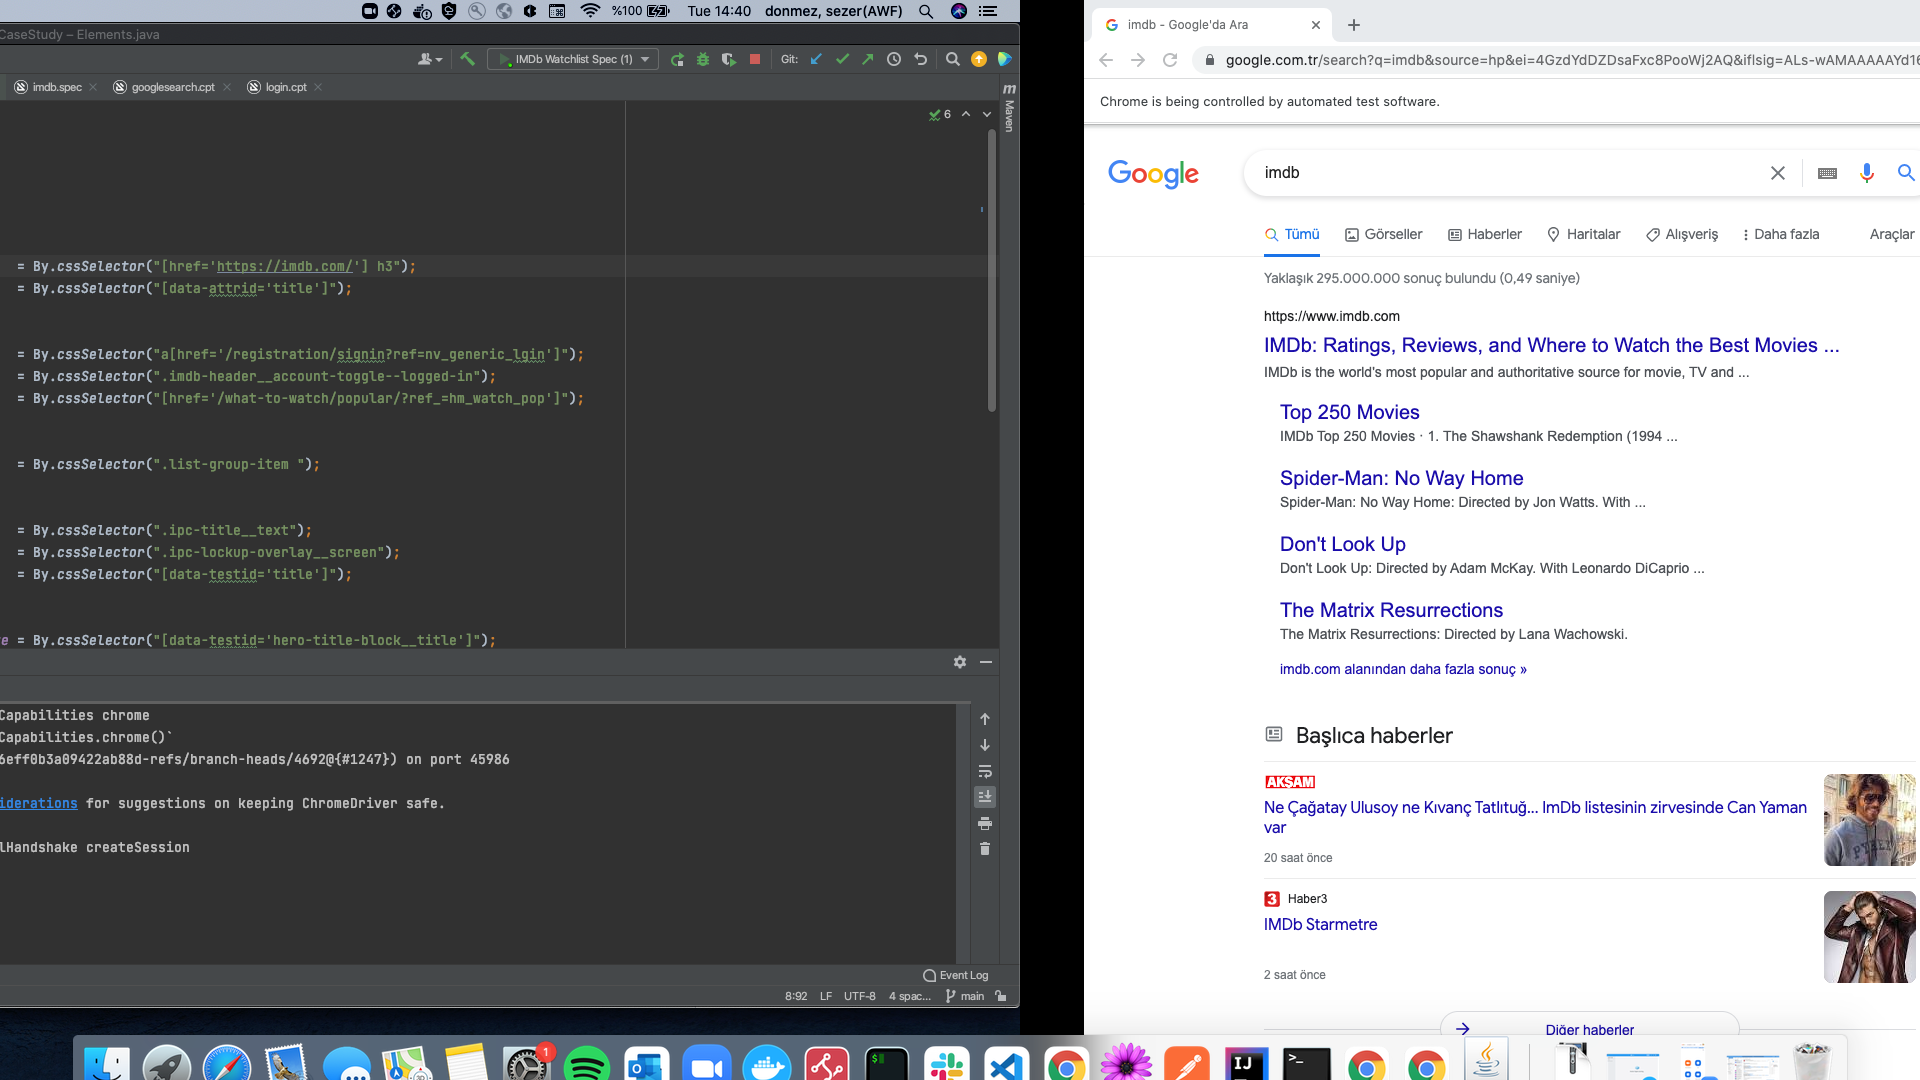 %100
Tue 14:40
donmez, sezer(AWF)
CaseStudy – Elements.java
IMDb Watchlist Spec (1)
Git:
imdb.spec
googlesearch.cpt
login.cpt
m
Maven
6
= By.cssSelector("[href='https://imdb.com/'] h3");
= By.cssSelector("[data-attrid='title']");
= By.cssSelector("a[href='/registration/signin?ref=nv_generic_lgin']");
= By.cssSelector(".imdb-header__account-toggle--logged-in");
= By.cssSelector("[href='/what-to-watch/popular/?ref_=hm_watch_pop']");
= By.cssSelector(".list-group-item ");
= By.cssSelector(".ipc-title__text");
= By.cssSelector(".ipc-lockup-overlay__screen");
= By.cssSelector("[data-testid='title']");
e = By.cssSelector("[data-testid='hero-title-block__title']");
Capabilities chrome
Capabilities.chrome()`
6eff0b3a09422ab88d-refs/branch-heads/4692@{#1247}) on port 45986
iderations for suggestions on keeping ChromeDriver safe.
lHandshake createSession
Event Log
8:92 LF UTF-8 4 spac... main
imdb - Google'da Ara
google.com.tr/search?q=imdb&source=hp&ei=4GzdYdDZDsaFxc8PooWj2AQ&iflsig=ALs-wAMAAAAAYd16
Chrome is being controlled by automated test software.
Google
imdb
Tümü
Görseller
Haberler
Haritalar
Alışveriş
Daha fazla
Araçlar
Yaklaşık 295.000.000 sonuç bulundu (0,49 saniye)
https://www.imdb.com
IMDb: Ratings, Reviews, and Where to Watch the Best Movies ...
IMDb is the world's most popular and authoritative source for movie, TV and ...
Top 250 Movies
IMDb Top 250 Movies · 1. The Shawshank Redemption (1994 ...
Spider-Man: No Way Home
Spider-Man: No Way Home: Directed by Jon Watts. With ...
Don't Look Up
Don't Look Up: Directed by Adam McKay. With Leonardo DiCaprio ...
The Matrix Resurrections
The Matrix Resurrections: Directed by Lana Wachowski.
imdb.com alanından daha fazla sonuç »
Başlıca haberler
AKŞAM
Ne Çağatay Ulusoy ne Kıvanç Tatlıtuğ... ImDb listesinin zirvesinde Can Yaman
var
20 saat önce
3 Haber3
IMDb Starmetre
2 saat önce
Diğer haberler
1
IJ